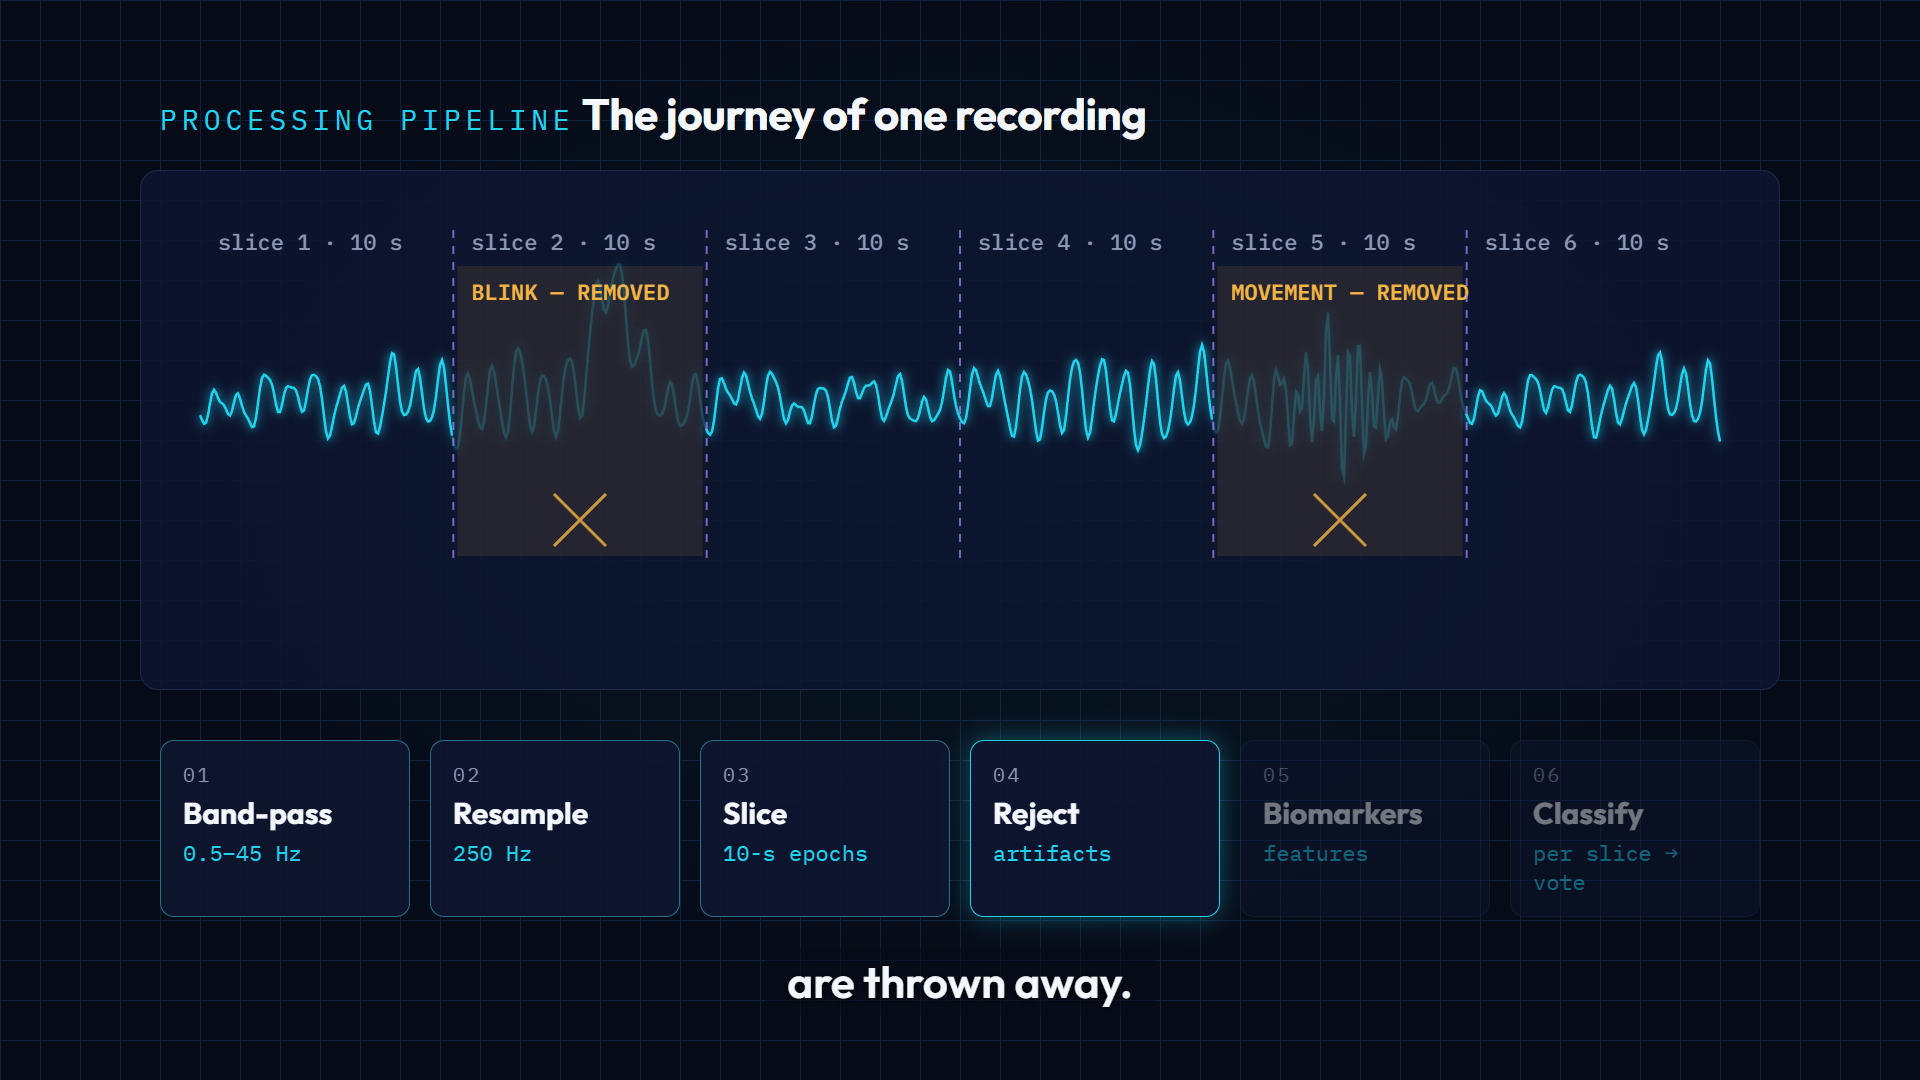 PROCESSING PIPELINE The journey of one recording
slice 1 · 10 s
slice 2 · 10 s
slice 3 · 10 s
slice 4 · 10 s
slice 5 · 10 s
slice 6 · 10 s
BLINK — REMOVED
MOVEMENT — REMOVED
01
Band-pass
0.5–45 Hz
02
Resample
250 Hz
03
Slice
10-s epochs
04
Reject
artifacts
05
Biomarkers
features
06
Classify
per slice →
vote
are thrown away.